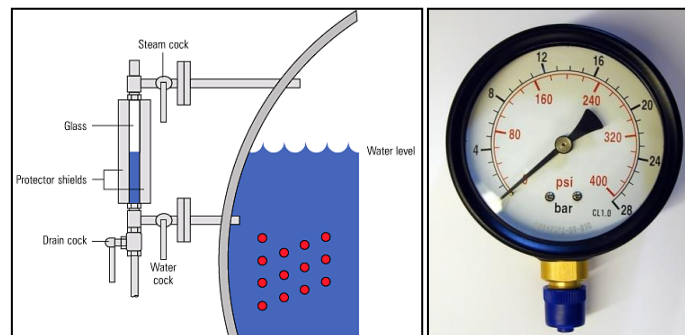 Steam cock
Glass
Water level
Protector shields
Drain cock
Water
cock
12
16
8
240
160
20
80
320
4
24
0
psi
400
bar
CL1.0
28